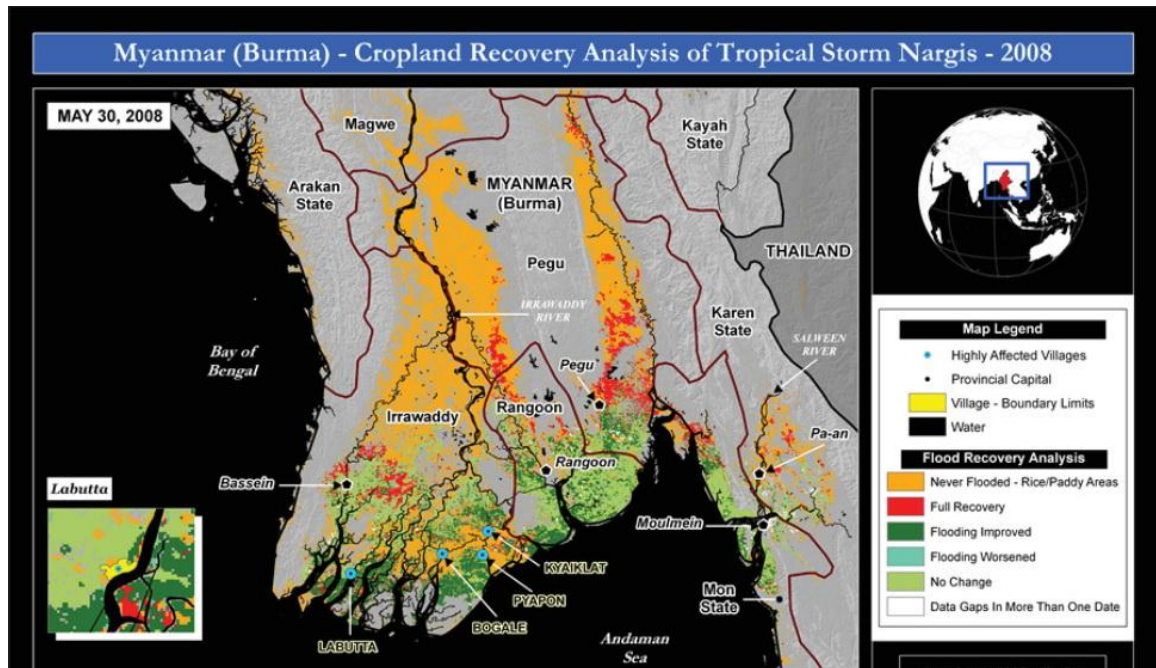 Myanmar (Burma) - Cropland Recovery Analysis of Tropical Storm Nargis - 2008
MAY 30, 2008
Magwe
Kayah
State
Arakan
State
MYANMAR
(Burma)
THAILAND
Pegu
IRRAWADDY
RIVER
Karen
State
SALWEEN
RIVER
Bay of
Bengal
Pegu
Irrawaddy
Rangoon
Pa-an
Rangoon
Bassein
Labutta
Moulmein
KYAIKLAT
PYAPON
BOGALE
LABUTTA
Mon
State
Andaman
Sea
Map Legend
Highly Affected Villages
Provincial Capital
Village - Boundary Limits
Water
Flood Recovery Analysis
Never Flooded - Rice/Paddy Areas
Full Recovery
Flooding Improved
Flooding Worsened
No Change
Data Gaps In More Than One Date